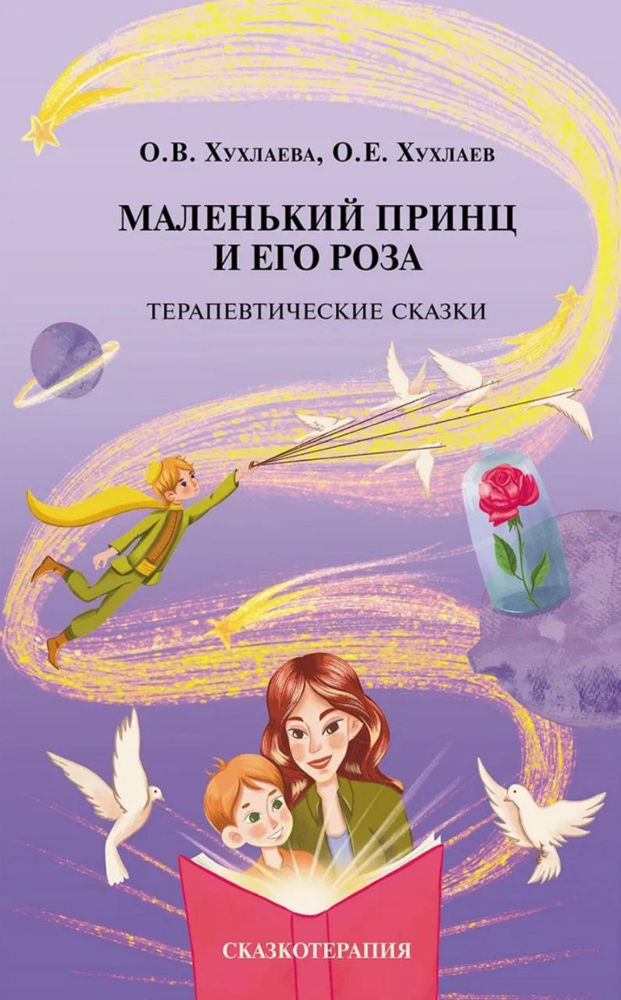 О.В. Хухлаева, О.Е. Хухлаев
МАЛЕНЬКИЙ ПРИНЦ
И ЕГО РОЗА
ТЕРАПЕВТИЧЕСКИЕ СКАЗКИ
СКАЗКОТЕРАПИЯ